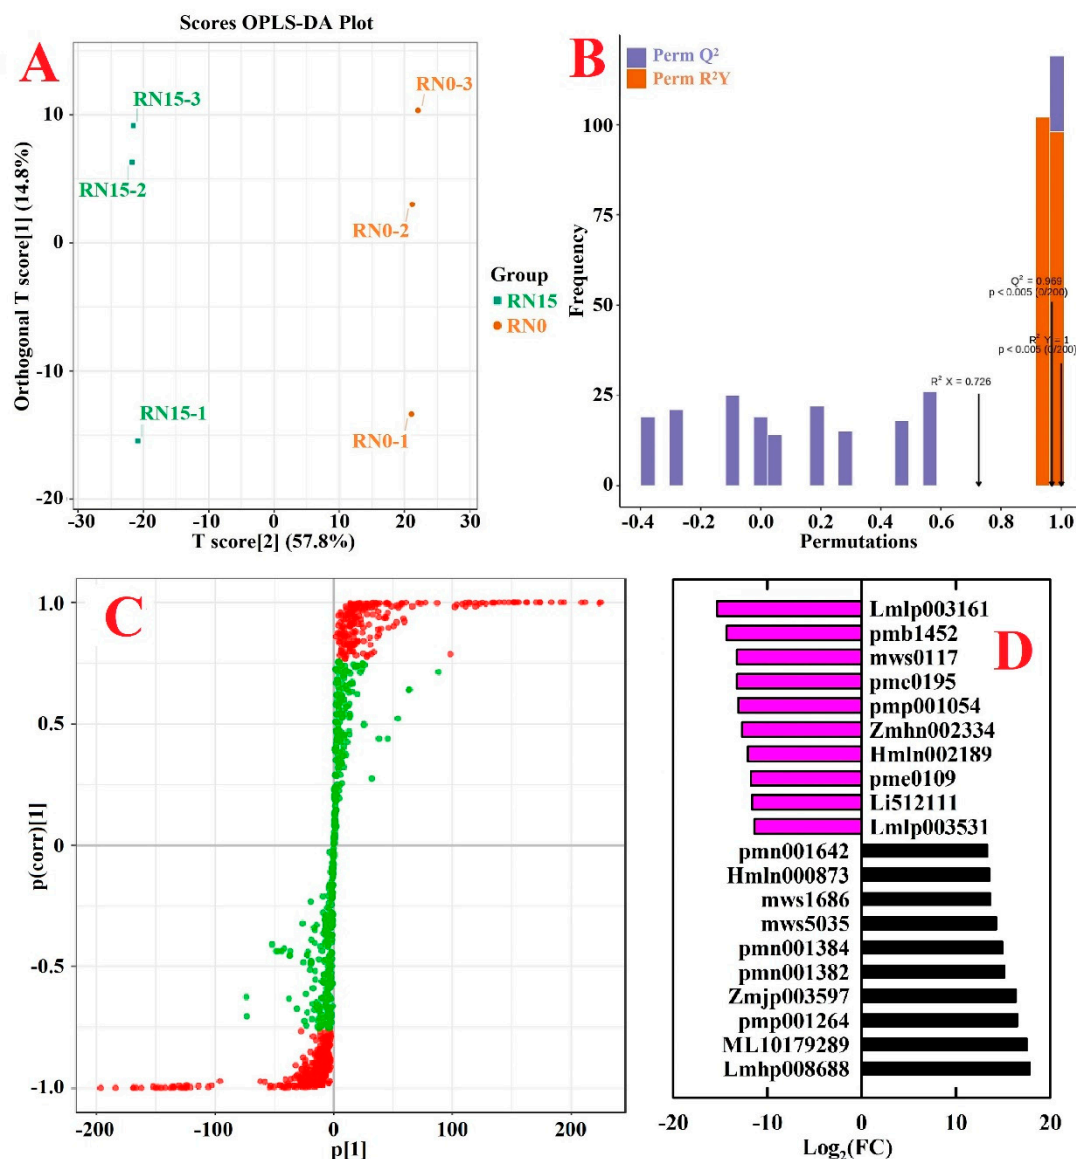 Scores OPLS-DA Plot
A
RN15-3
RN0-3
RN15-2
RN0-2
RN15-1
RN0-1
10
0
-10
-20
Orthogonal T score[1] (14.8%)
-30
-20
-10
0
10
20
30
T score[2] (57.8%)
Group
RN15
RN0
B
Perm Q²
Perm R²Y
100
75
50
25
0
Frequency
Q² = 0.969
p < 0.005 (0/200)
R² Y = 1
p < 0.005 (0/200)
R² X = 0.726
-0.4
-0.2
0.0
0.2
0.4
0.6
0.8
1.0
Permutations
C
1.0
0.5
0
-0.5
-1.0
p(corr)[1]
-200
-100
0
100
200
p[1]
D
Lmlp003161
pmb1452
mws0117
pme0195
pmp001054
Zmhn002334
Hmln002189
pme0109
Li512111
Lmlp003531
pmn001642
Hmln000873
mws1686
mws5035
pmn001384
pmn001382
Zmjp003597
pmp001264
ML10179289
Lmhp008688
-20
-10
0
10
20
Log₂(FC)